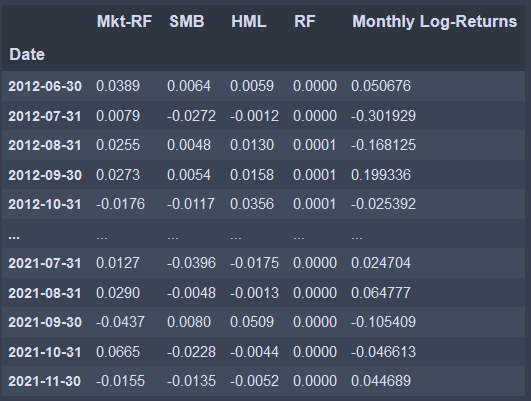 Mkt-RF SMB HML RF Monthly Log-Returns
Date
2012-06-30 0.0389 0.0064 0.0059 0.0000 0.050676
2012-07-31 0.0079 -0.0272 -0.0012 0.0000 -0.301929
2012-08-31 0.0255 0.0048 0.0130 0.0001 -0.168125
2012-09-30 0.0273 0.0054 0.0158 0.0001 0.199336
2012-10-31 -0.0176 -0.0117 0.0356 0.0001 -0.025392
... ... ... ... ... ...
2021-07-31 0.0127 -0.0396 -0.0175 0.0000 0.024704
2021-08-31 0.0290 -0.0048 -0.0013 0.0000 0.064777
2021-09-30 -0.0437 0.0080 0.0509 0.0000 -0.105409
2021-10-31 0.0665 -0.0228 -0.0044 0.0000 -0.046613
2021-11-30 -0.0155 -0.0135 -0.0052 0.0000 0.044689